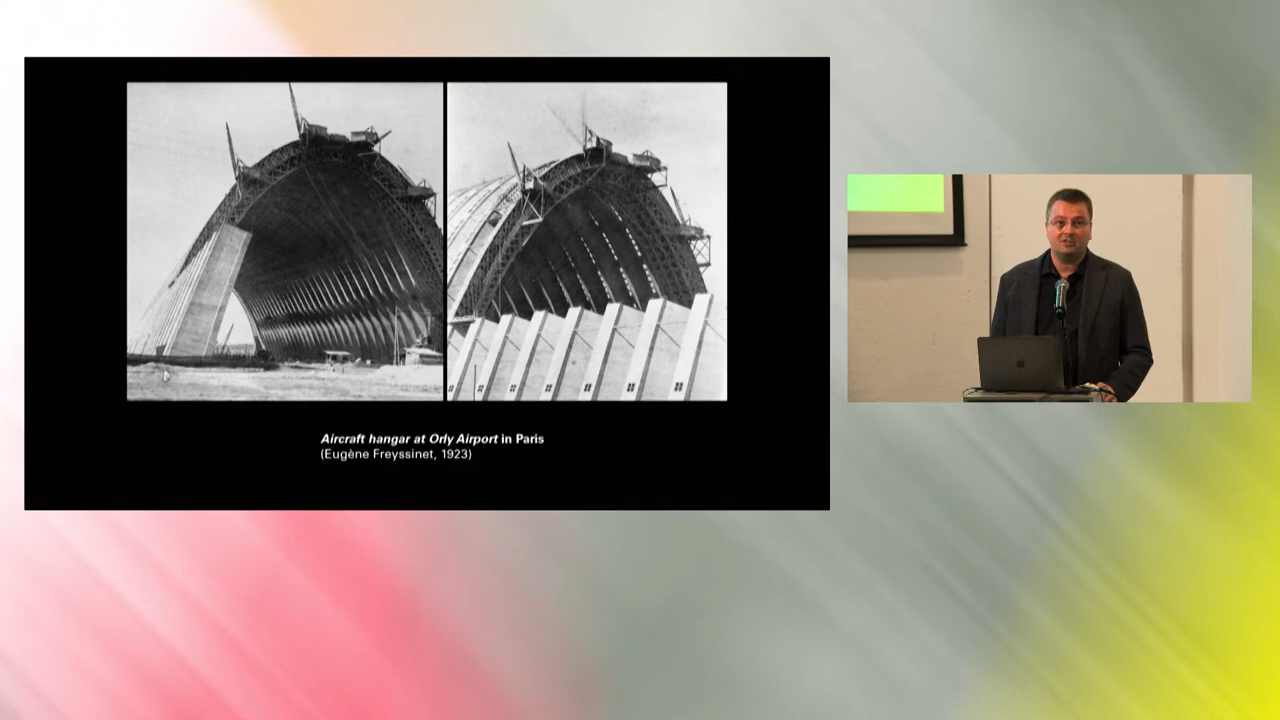 Aircraft hangar at Orly Airport in Paris
(Eugène Freyssinet, 1923)